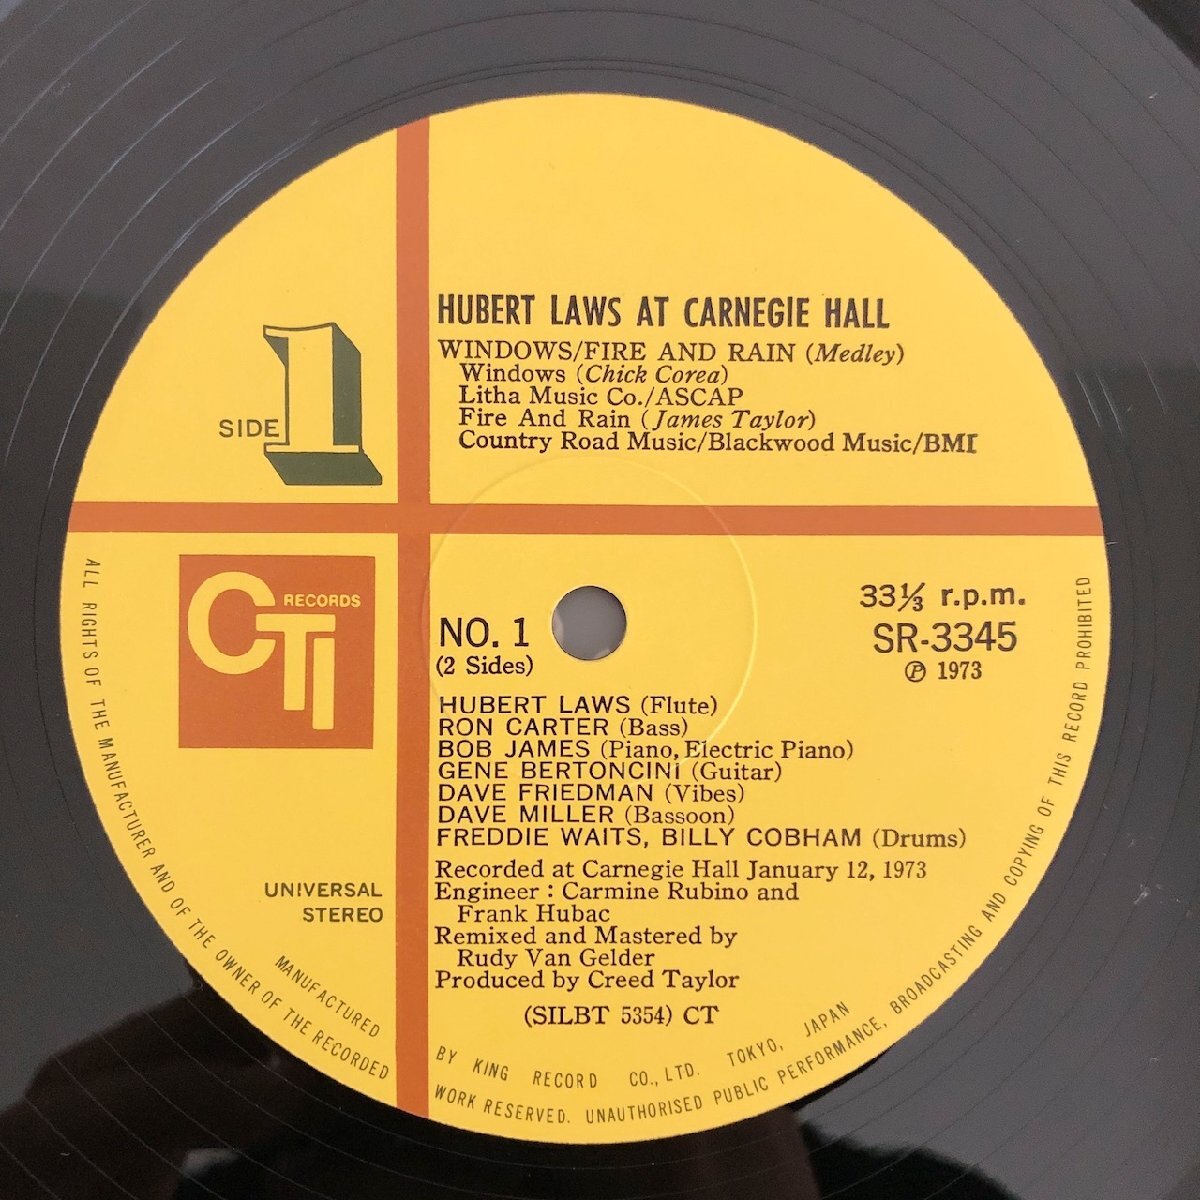 HUBERT LAWS AT CARNEGIE HALL
WINDOWS/FIRE AND RAIN (Medley)
Windows (Chick Corea)
Litha Music Co./ASCAP
Fire And Rain (James Taylor)
Country Road Music/Blackwood Music/BMI
SIDE 1
CTI RECORDS
NO. 1
(2 Sides)
33⅓ r.p.m.
SR-3345
Ⓟ 1973
HUBERT LAWS (Flute)
RON CARTER (Bass)
BOB JAMES (Piano, Electric Piano)
GENE BERTONCINI (Guitar)
DAVE FRIEDMAN (Vibes)
DAVE MILLER (Bassoon)
FREDDIE WAITS, BILLY COBHAM (Drums)
Recorded at Carnegie Hall January 12, 1973
Engineer : Carmine Rubino and
Frank Hubac
Remixed and Mastered by
Rudy Van Gelder
Produced by Creed Taylor
(SILBT 5354) CT
UNIVERSAL
STEREO
MANUFACTURED BY KING RECORD CO., LTD. TOKYO, JAPAN
ALL RIGHTS OF THE MANUFACTURER AND OF THE OWNER OF THE RECORDED WORK RESERVED. UNAUTHORISED PUBLIC PERFORMANCE, BROADCASTING AND COPYING OF THIS RECORD PROHIBITED